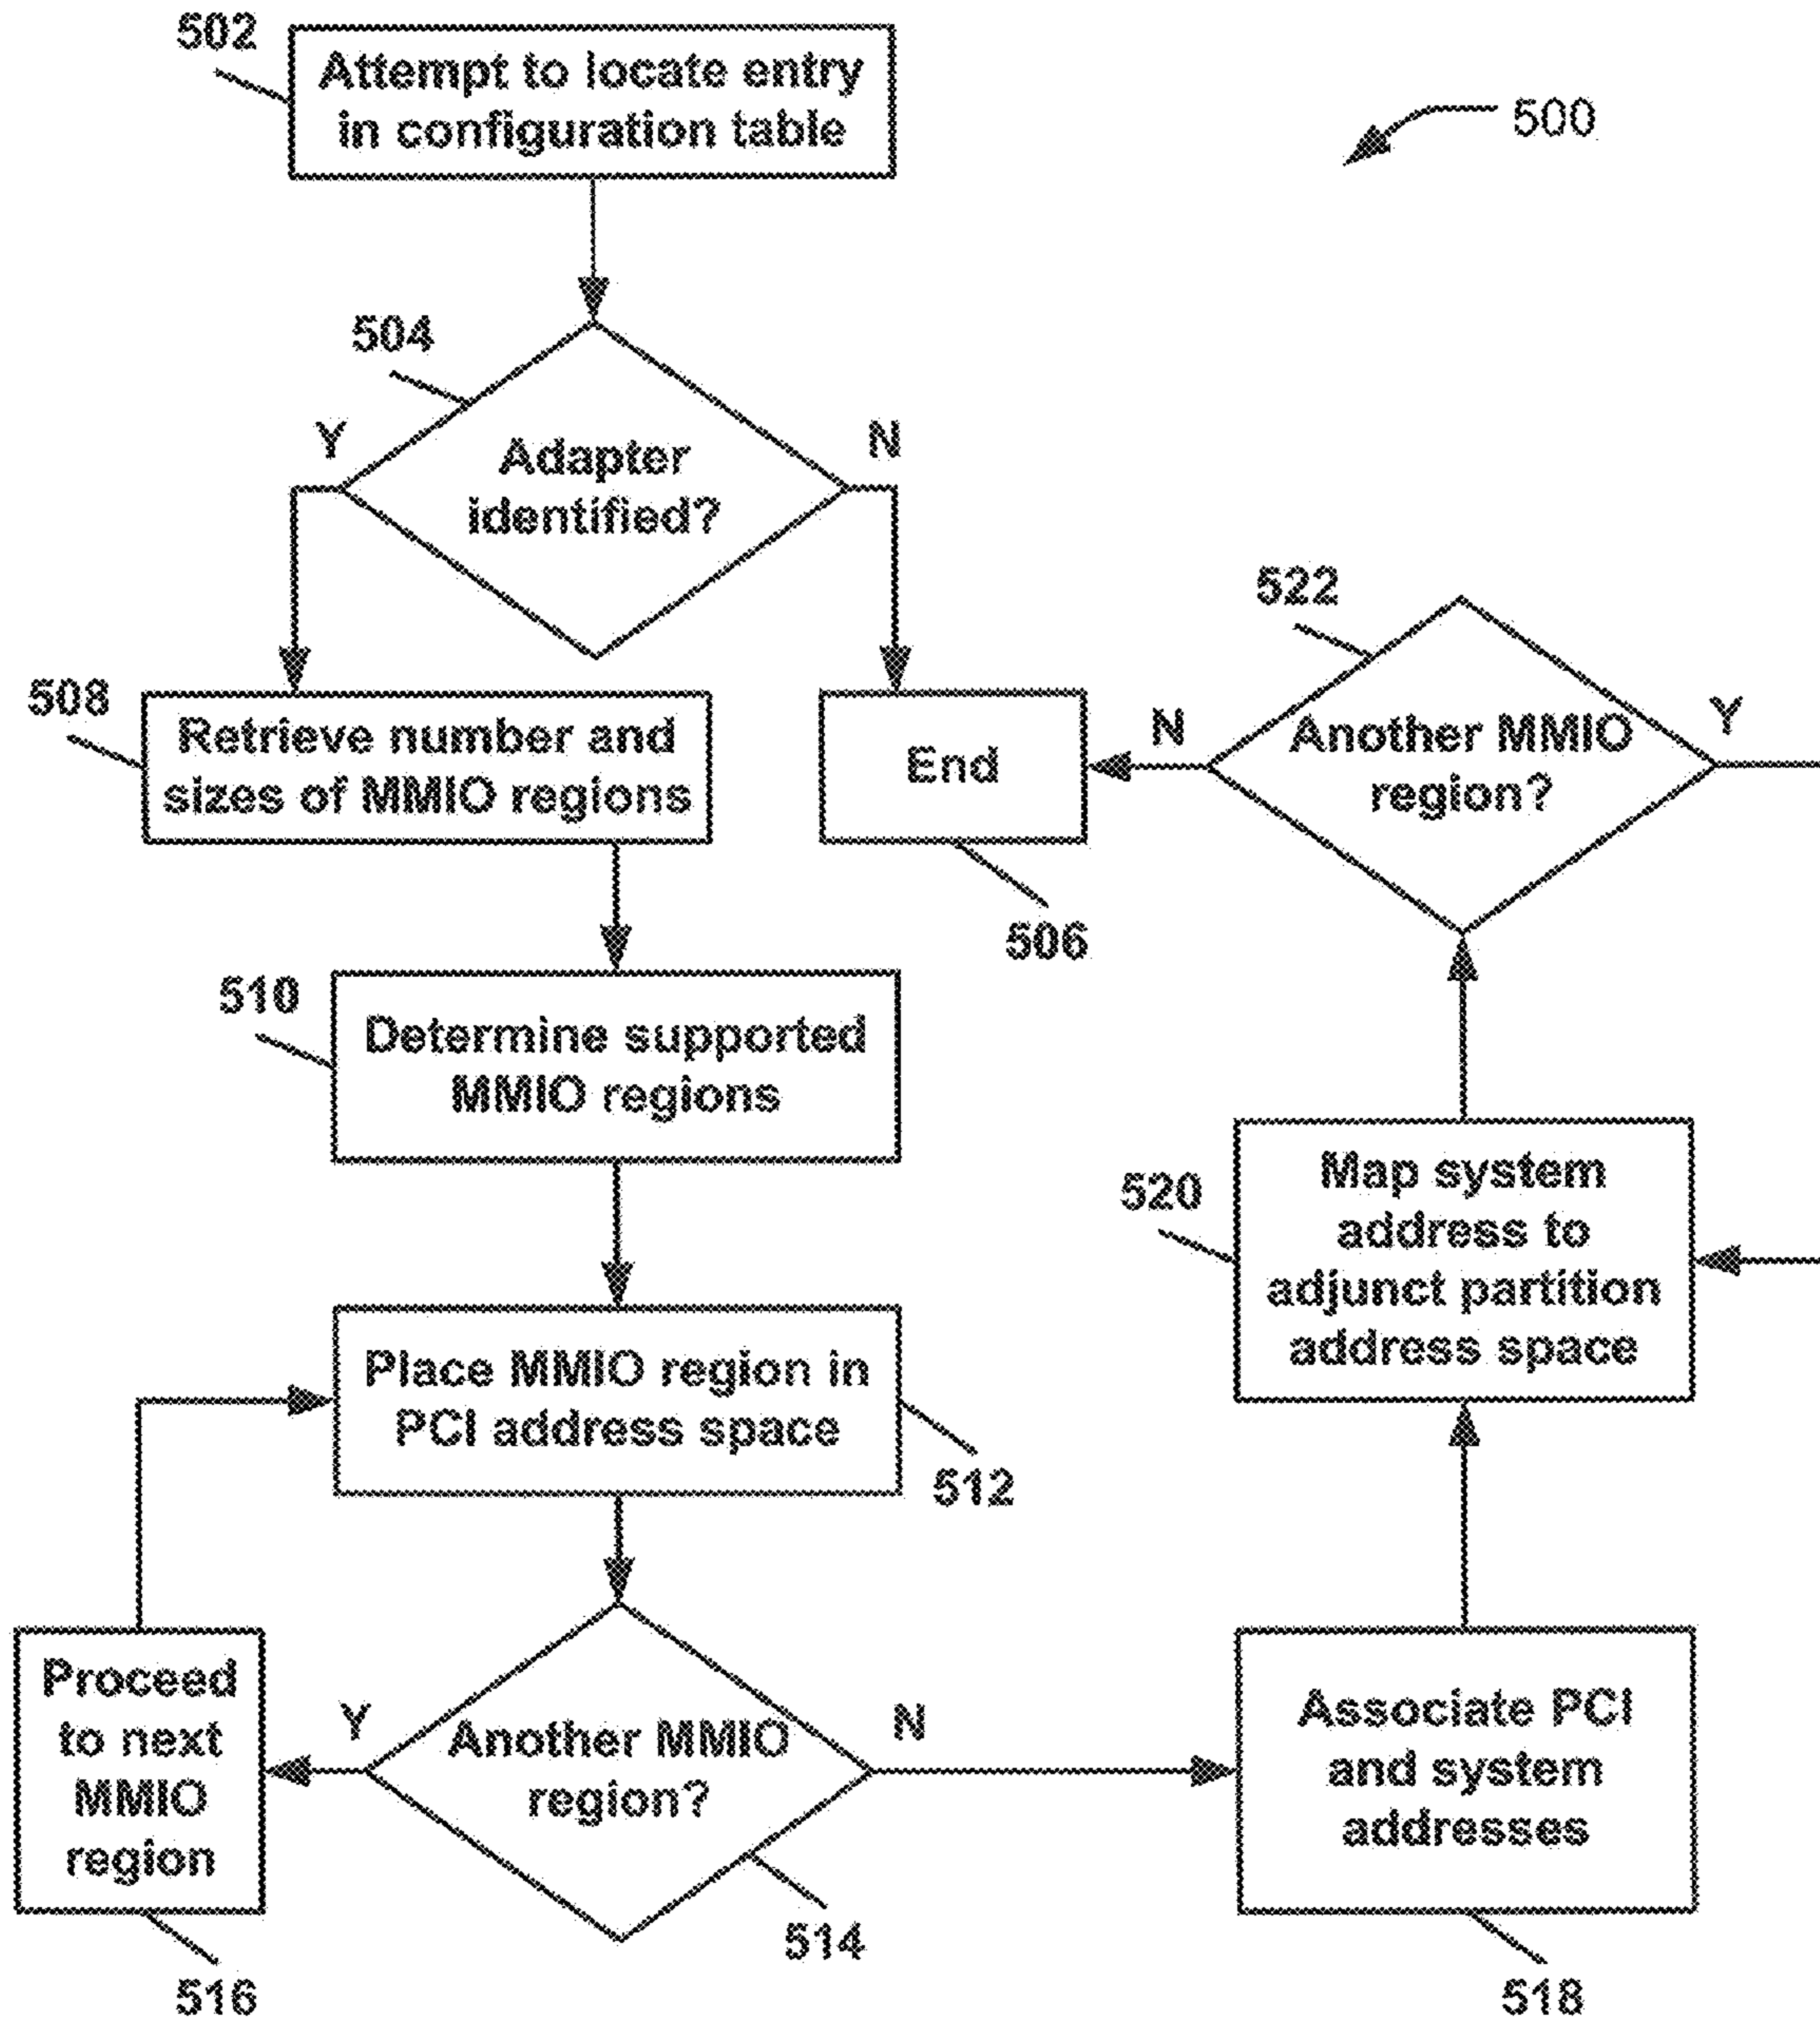 502
Attempt to locate entry
in configuration table
500
504
Y
N
Adapter
identified?
508
Retrieve number and
sizes of MMIO regions
End
506
522
N
Y
Another MMIO
region?
510
Determine supported
MMIO regions
520
Map system
address to
adjunct partition
address space
Place MMIO region in
PCI address space
512
Proceed
to next
MMIO
region
516
Y
N
Another MMIO
region?
514
Associate PCI
and system
addresses
518